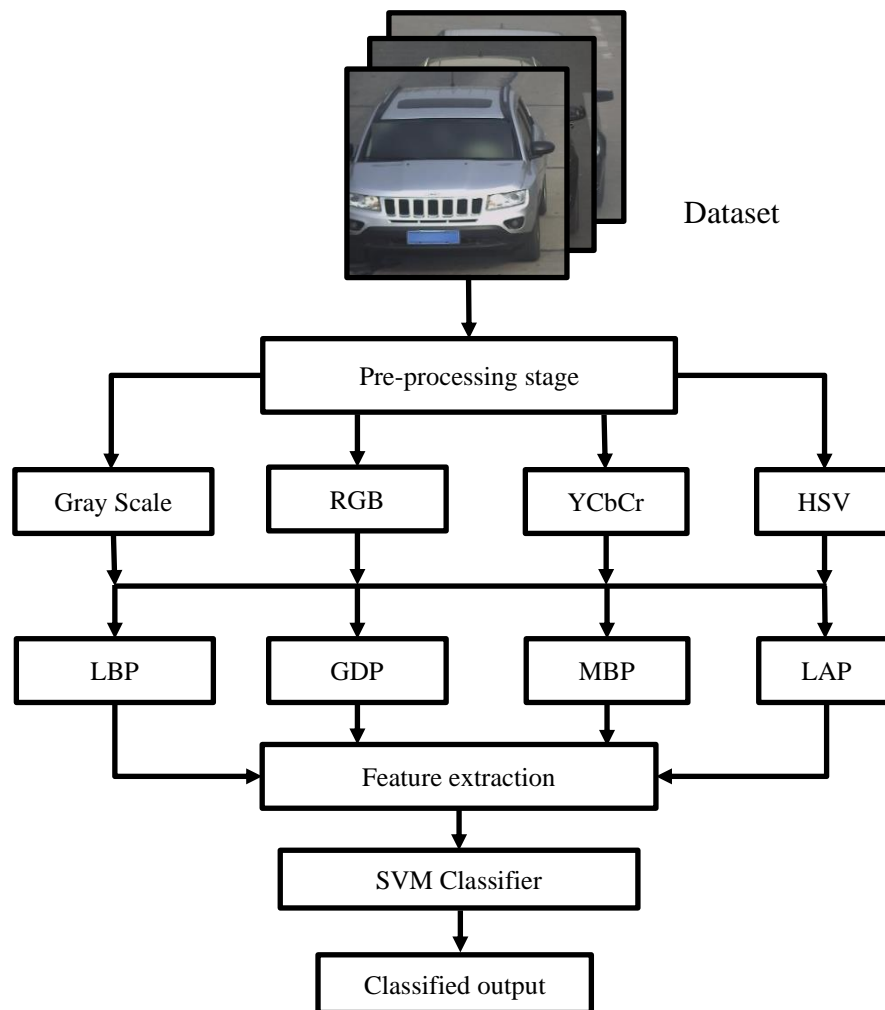 Dataset
Pre-processing stage
Gray Scale
RGB
YCbCr
HSV
LBP
GDP
MBP
LAP
Feature extraction
SVM Classifier
Classified output